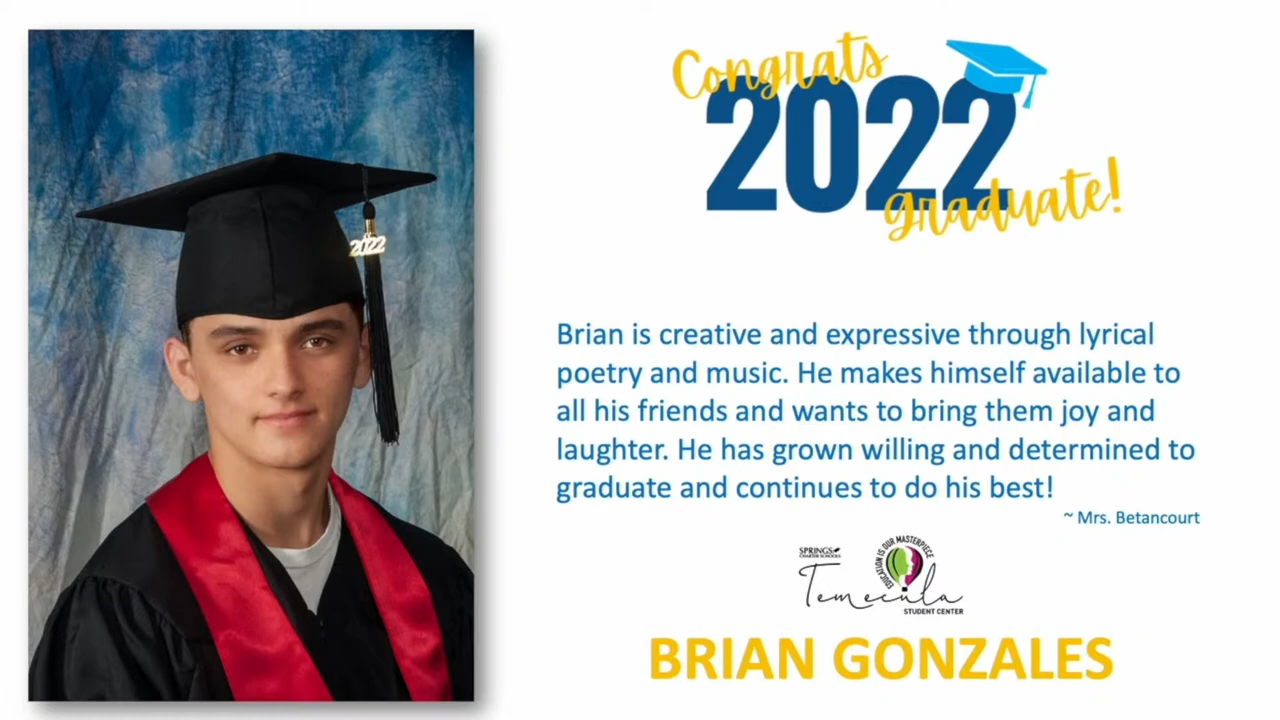 Congrats
2022
graduate!
2022
Brian is creative and expressive through lyrical
poetry and music. He makes himself available to
all his friends and wants to bring them joy and
laughter. He has grown willing and determined to
graduate and continues to do his best!
~ Mrs. Betancourt
SPRINGS
CHARTER SCHOOLS
EDUCATION IS OUR MASTERPIECE
Temecula
STUDENT CENTER
BRIAN GONZALES